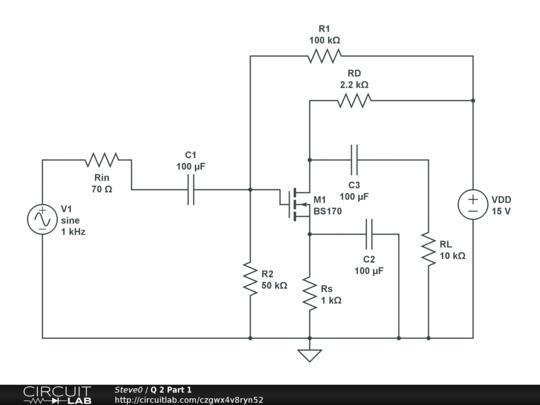 R1
100 kΩ
RD
2.2 kΩ
C1
100 µF
Rin
70 Ω
C3
100 µF
V1
sine
1 kHz
M1
BS170
VDD
15 V
C2
100 µF
RL
10 kΩ
R2
50 kΩ
Rs
1 kΩ
CIRCUIT LAB
Steve0 / Q 2 Part 1
http://circuitlab.com/czgwx4v8ryn52